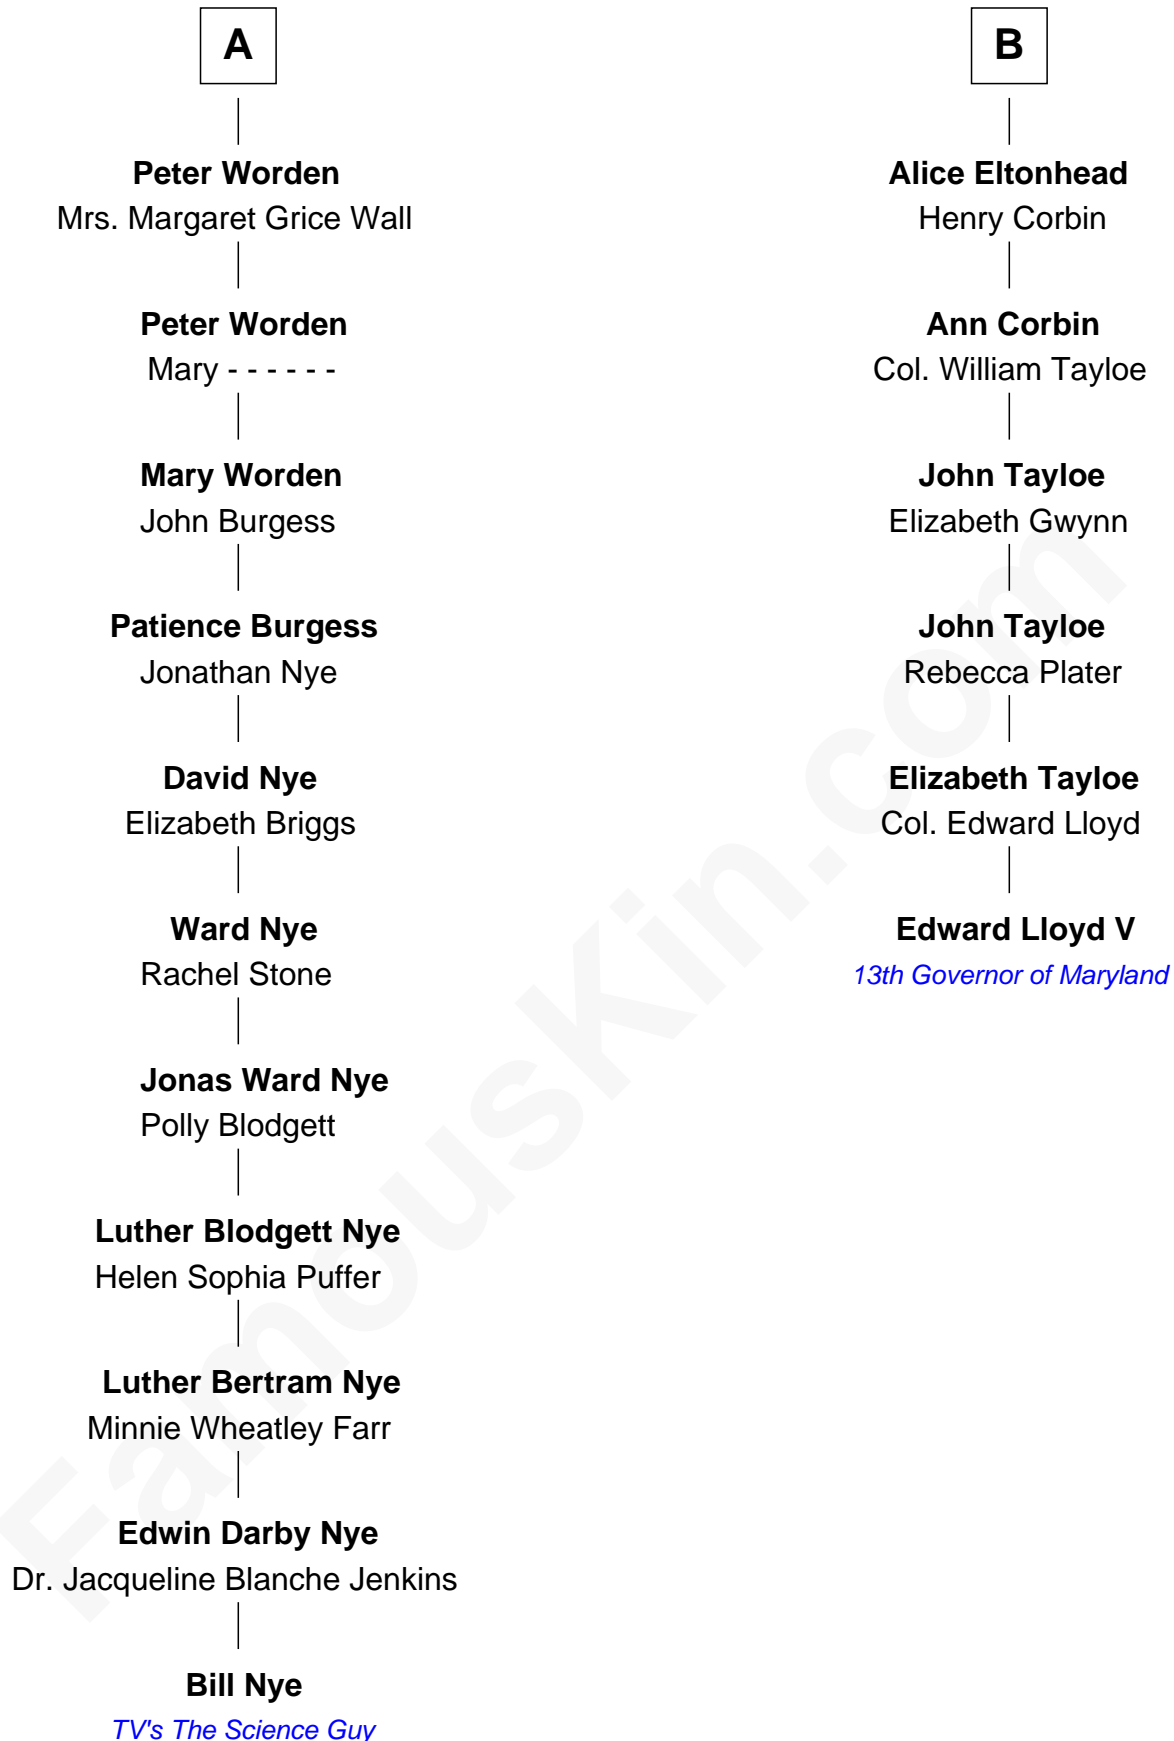 A
Peter Worden
Mrs. Margaret Grice Wall
Peter Worden
Mary - - - - - -
Mary Worden
John Burgess
Patience Burgess
Jonathan Nye
David Nye
Elizabeth Briggs
Ward Nye
Rachel Stone
Jonas Ward Nye
Polly Blodgett
Luther Blodgett Nye
Helen Sophia Puffer
Luther Bertram Nye
Minnie Wheatley Farr
Edwin Darby Nye
Dr. Jacqueline Blanche Jenkins
Bill Nye
TV's The Science Guy
B
Alice Eltonhead
Henry Corbin
Ann Corbin
Col. William Tayloe
John Tayloe
Elizabeth Gwynn
John Tayloe
Rebecca Plater
Elizabeth Tayloe
Col. Edward Lloyd
Edward Lloyd V
13th Governor of Maryland
FamousKin.com